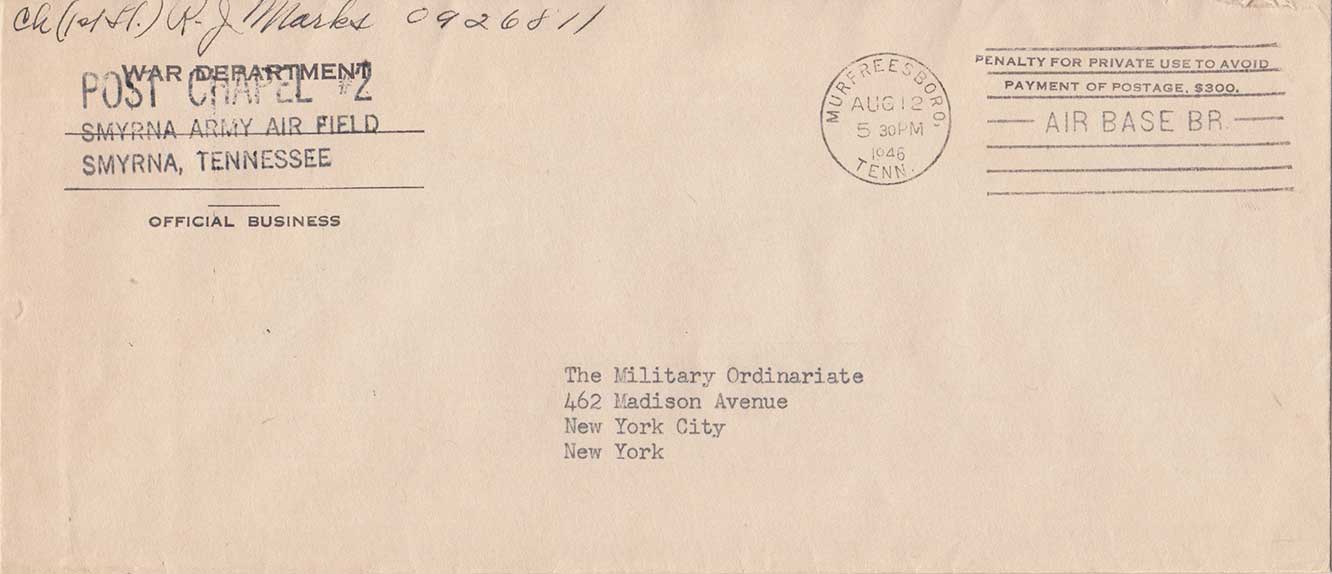 Ch (1st Lt.) R. J. Marks 0926811
WAR DEPARTMENT
POST CHAPEL #2
SMYRNA ARMY AIR FIELD
SMYRNA, TENNESSEE
OFFICIAL BUSINESS
MURFREESBORO,
AUG 12
5 30 PM
1946
TENN.
PENALTY FOR PRIVATE USE TO AVOID
PAYMENT OF POSTAGE, $300.
AIR BASE BR.
The Military Ordinariate
462 Madison Avenue
New York City
New York